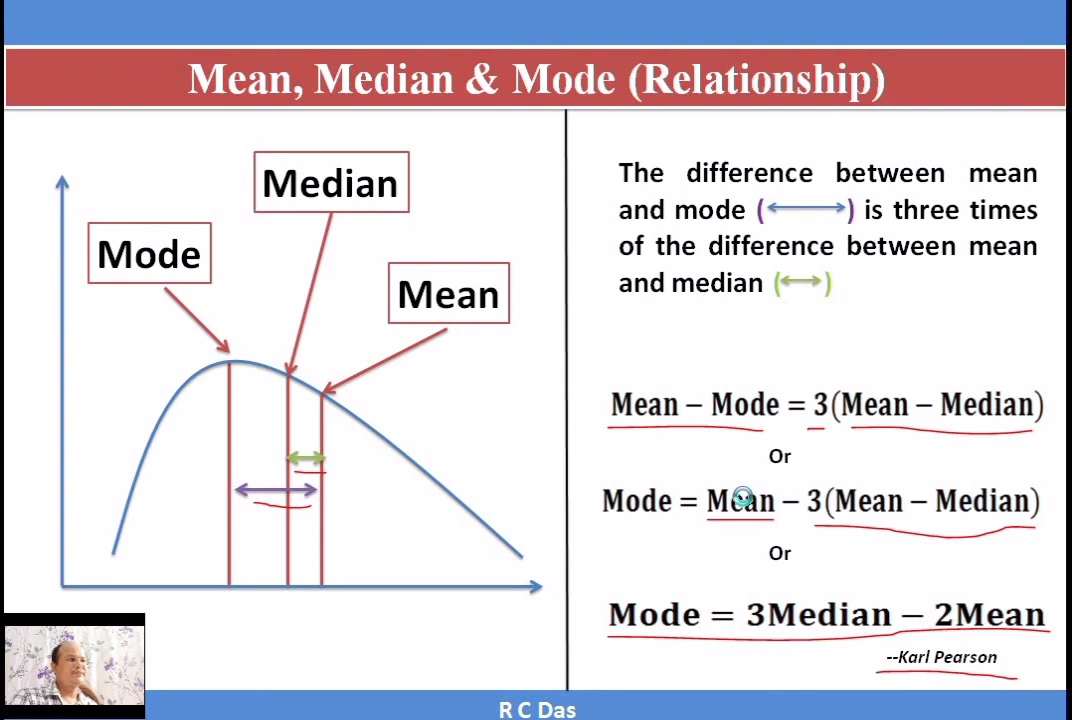 Mean, Median & Mode (Relationship)
Median
Mode
Mean
The difference between mean
and mode (⟷) is three times
of the difference between mean
and median (⟷)
Mean − Mode = 3(Mean − Median)
Or
Mode = Mean − 3(Mean − Median)
Or
Mode = 3Median − 2Mean
--Karl Pearson
R C Das